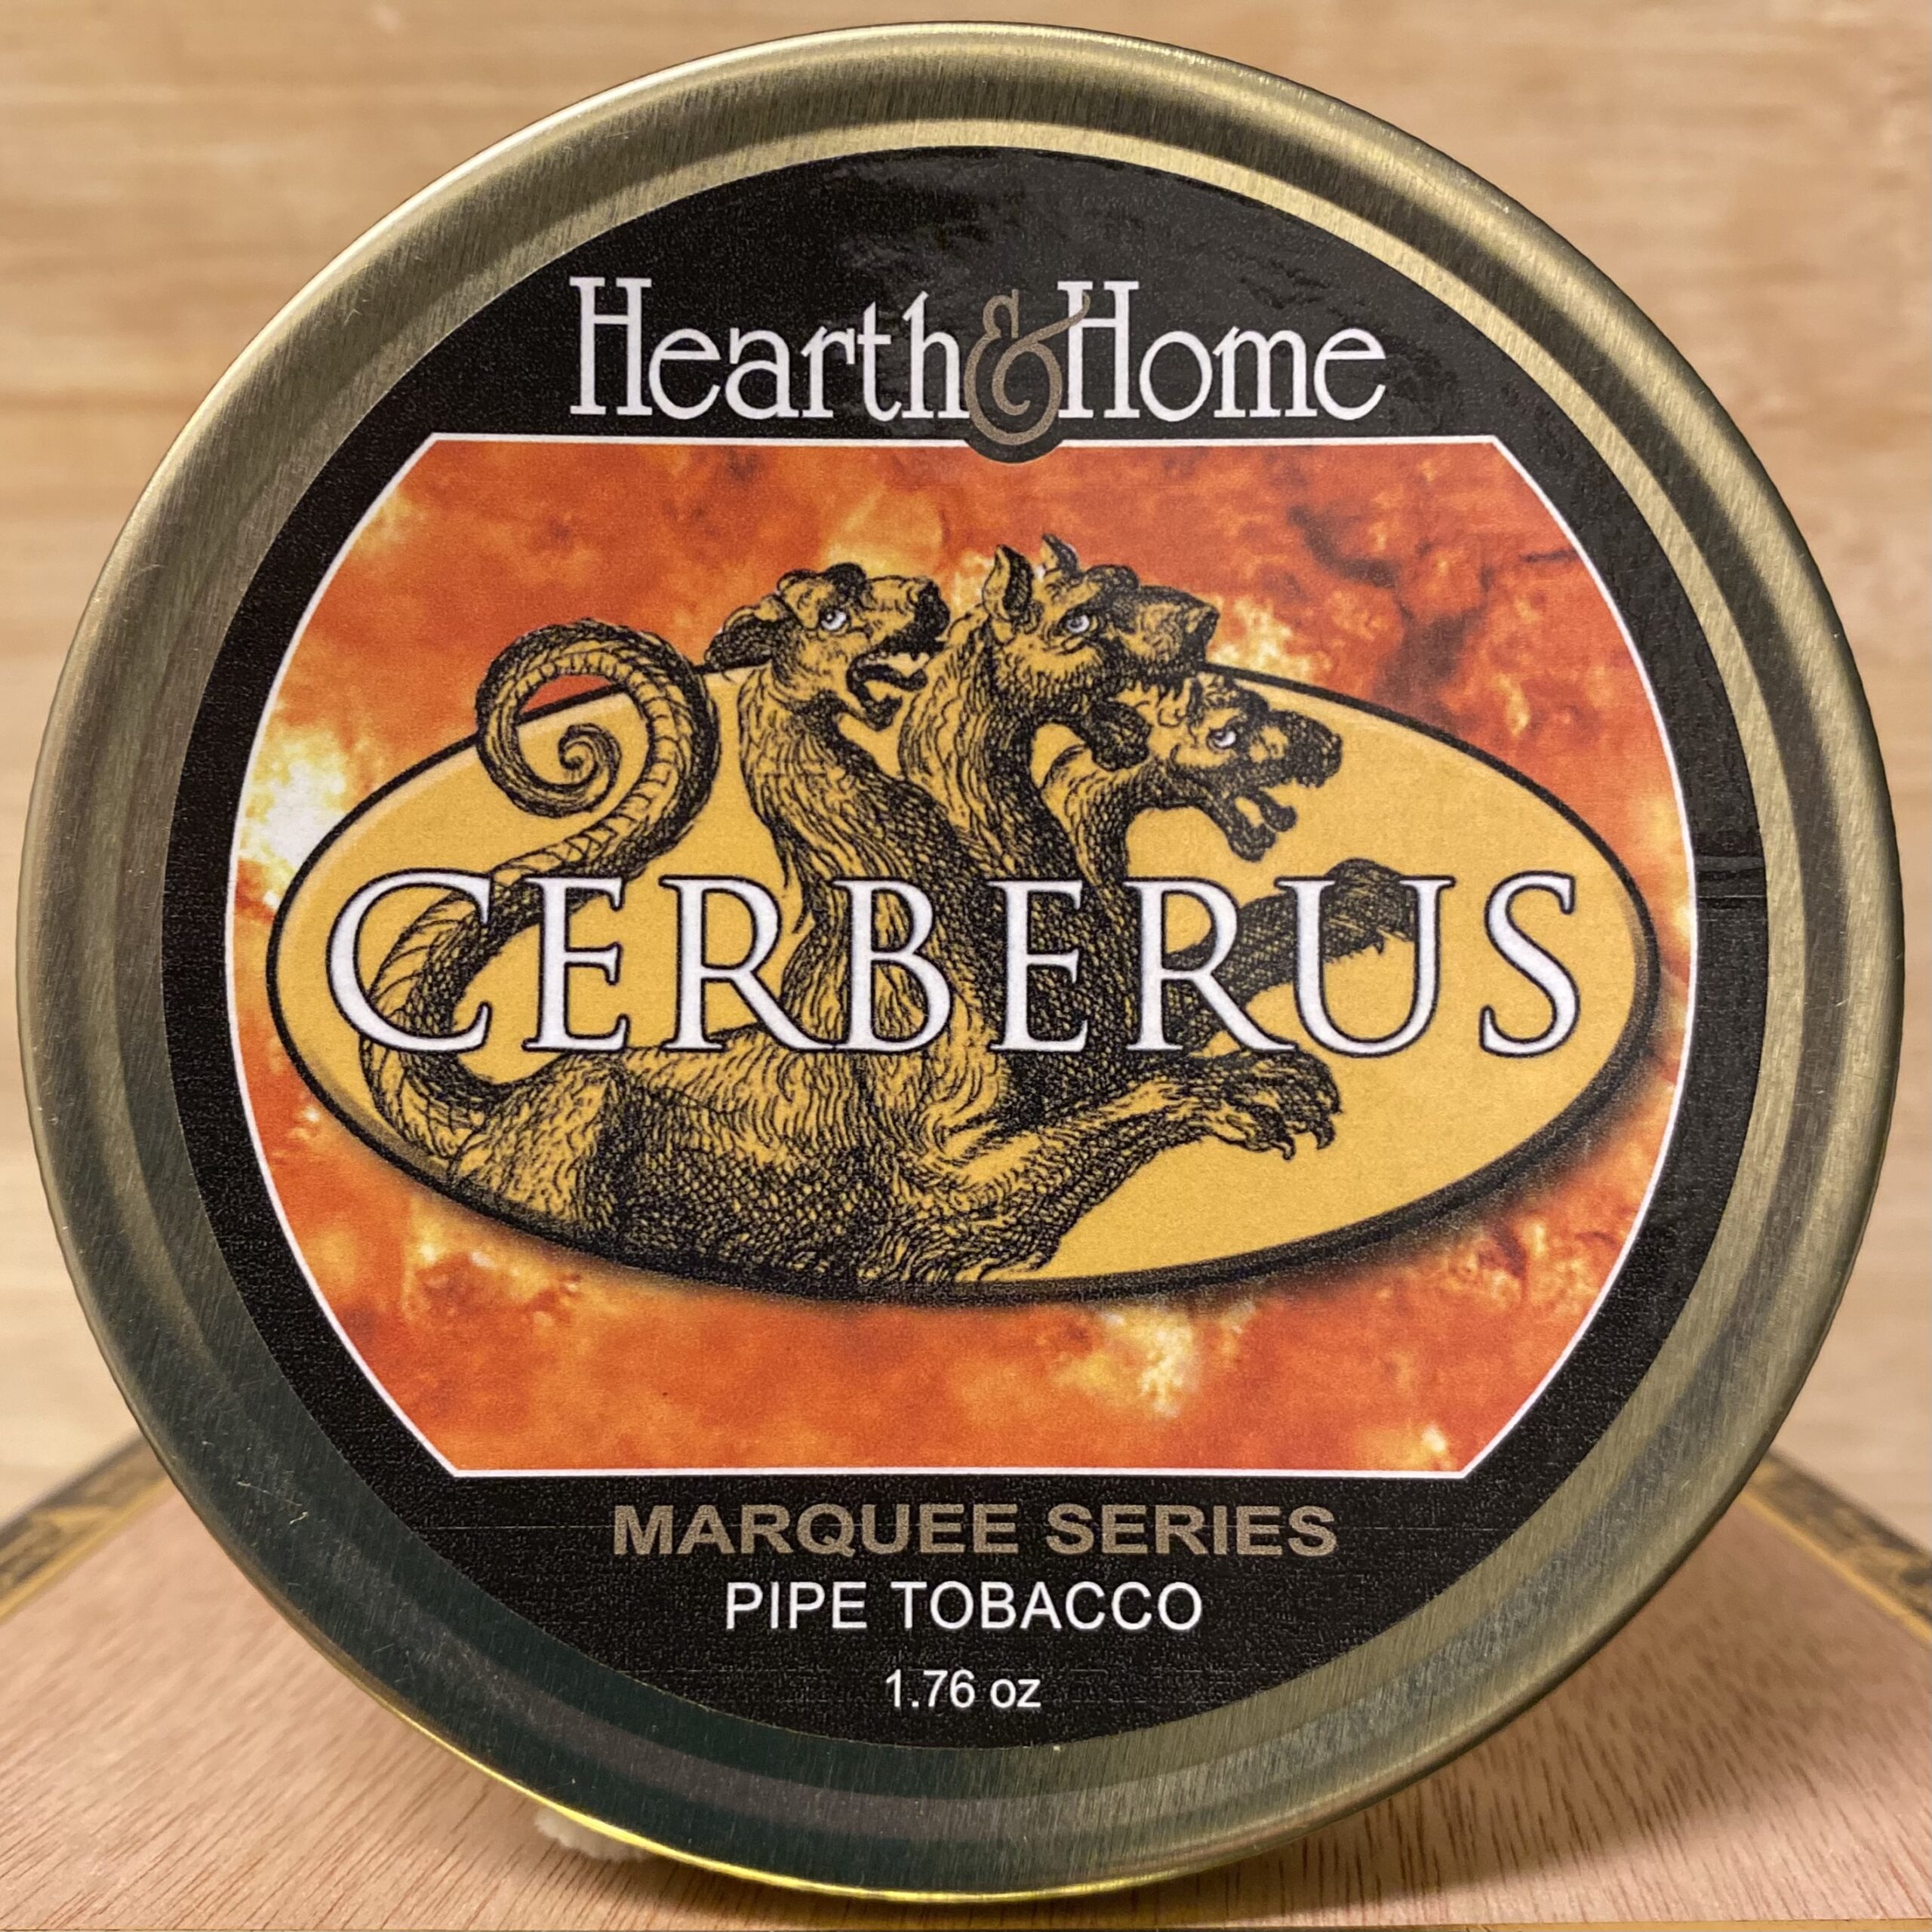 Hearth & Home
CERBERUS
MARQUEE SERIES
PIPE TOBACCO
1.76 oz